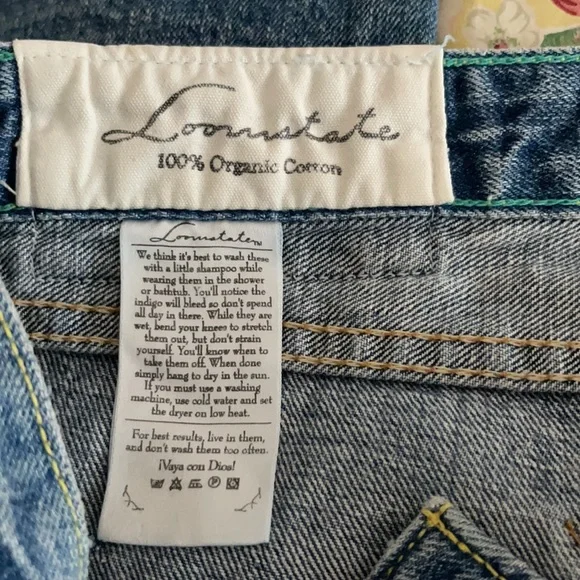 Loomstate
100% Organic Cotton
Loomstate™
We think it's best to wash these
with a little shampoo while
wearing them in the shower
or bathtub. You'll notice the
indigo will bleed so don't spend
all day in there. While they are
wet, bend your knees to stretch
them out, but don't strain
yourself. You'll know when to
take them off. When done
simply hang to dry in the sun.
If you must use a washing
machine, use cold water and set
the dryer on low heat.
For best results, live in them,
and don't wash them too often.
¡Vaya con Dios!